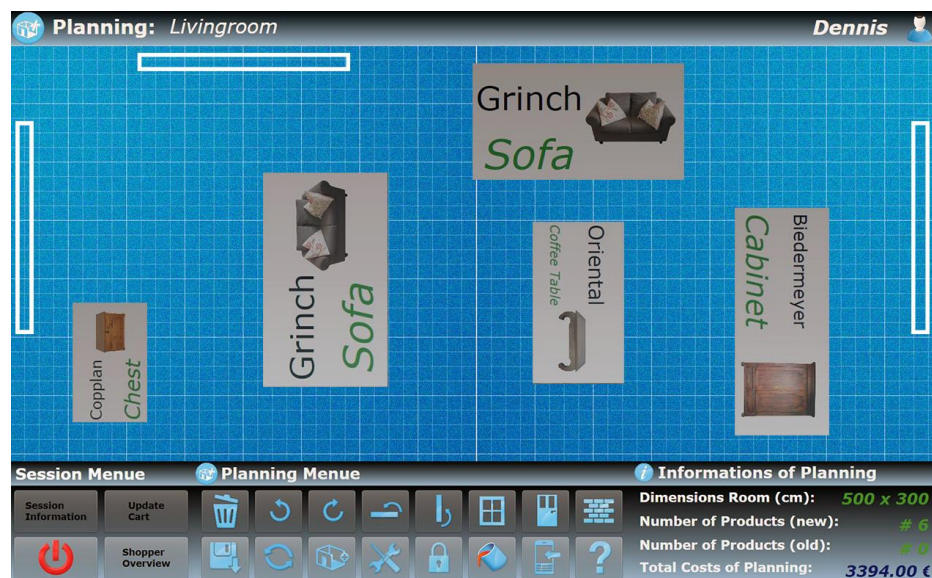 Planning: Livingroom
Dennis
Grinch
Sofa
Grinch
Sofa
Oriental
Coffee Table
Biedermeyer
Cabinet
Copplan
Chest
Session Menue
Planning Menue
i Informations of Planning
Session
Information
Update
Cart
Shopper
Overview
?
Dimensions Room (cm): 500 x 300
Number of Products (new): # 6
Number of Products (old): # 0
Total Costs of Planning: 3394.00 €